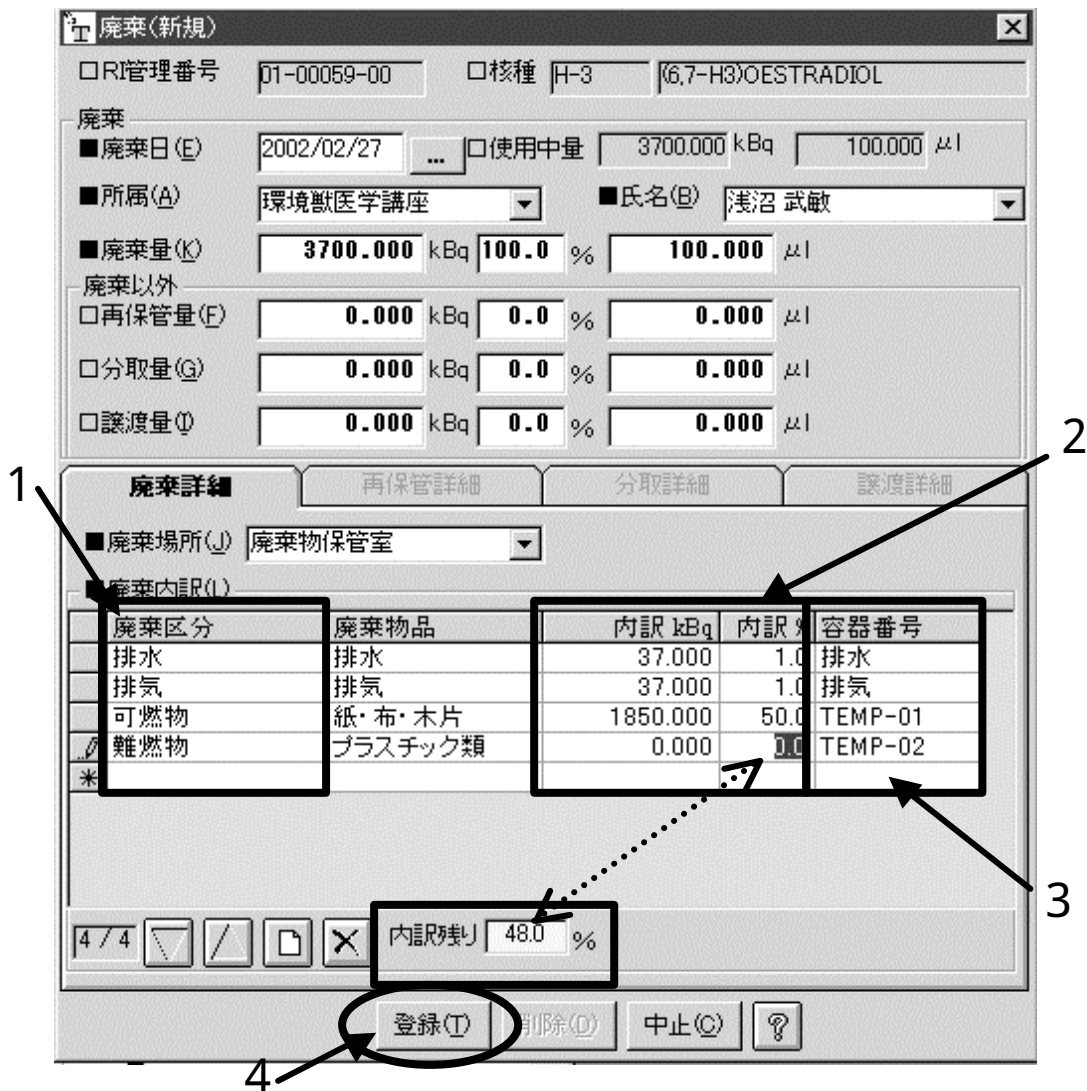 廃棄(新規)
□RI管理番号 01-00059-00 □核種 H-3 (6,7-H3)OESTRADIOL
廃棄
■廃棄日(E) 2002/02/27 ... □使用中量 3700.000 kBq 100.000 μl
■所属(A) 環境獣医学講座 ■氏名(B) 浅沼 武敏
■廃棄量(K) 3700.000 kBq 100.0 % 100.000 μl
廃棄以外
□再保管量(F) 0.000 kBq 0.0 % 0.000 μl
□分取量(G) 0.000 kBq 0.0 % 0.000 μl
□譲渡量(I) 0.000 kBq 0.0 % 0.000 μl
2
1
廃棄詳細 再保管詳細 分取詳細 譲渡詳細
■廃棄場所(J) 廃棄物保管室
■廃棄内訳(L)
廃棄区分 廃棄物品 内訳 kBq 内訳 % 容器番号
排水 排水 37.000 1.0 排水
排気 排気 37.000 1.0 排気
可燃物 紙・布・木片 1850.000 50.0 TEMP-01
難燃物 プラスチック類 0.000 0.0 TEMP-02
*
3
4/4 内訳残り 48.0 %
登録(T) 削除(D) 中止(C) ?
4